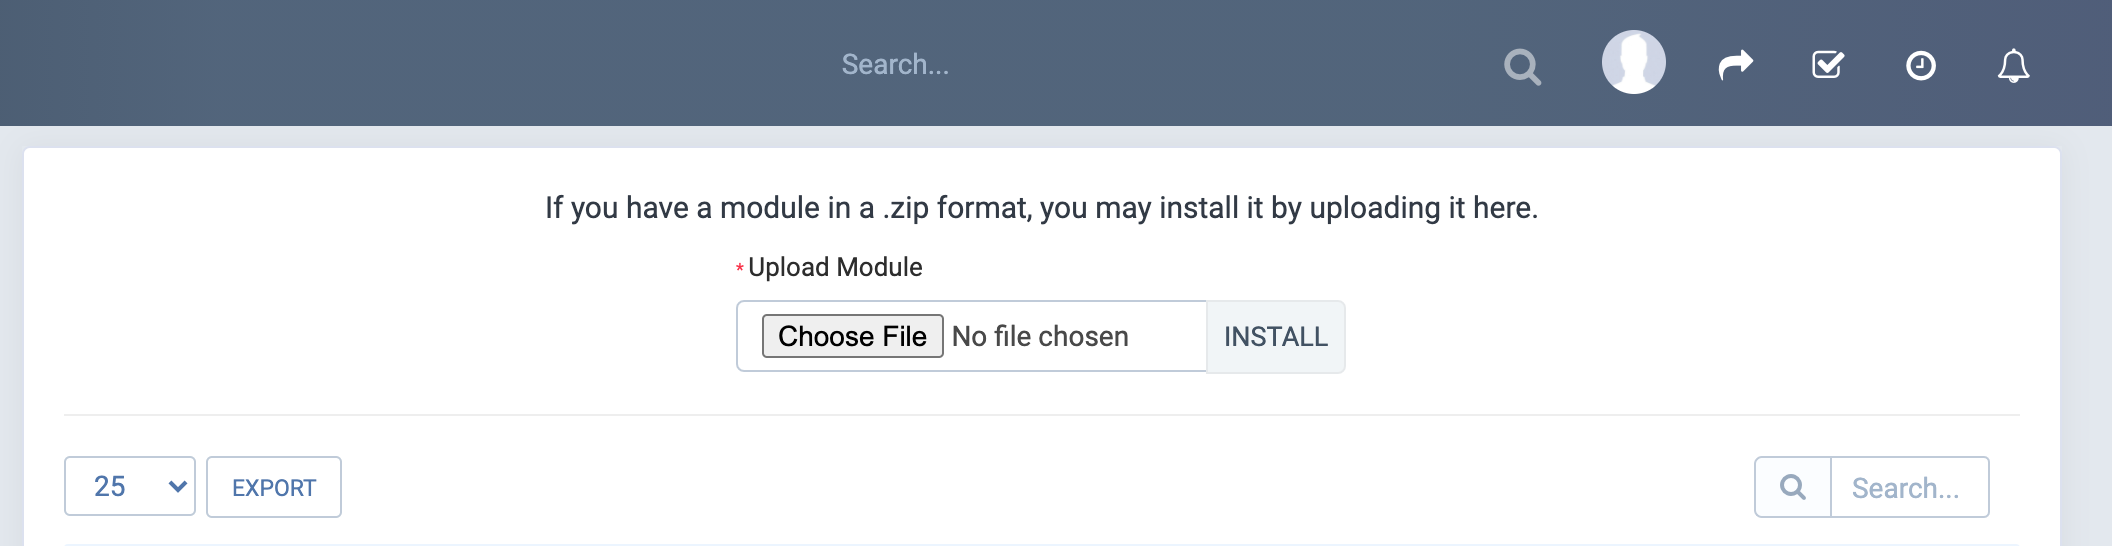 Search...
If you have a module in a .zip format, you may install it by uploading it here.
* Upload Module
Choose File No file chosen INSTALL
25 EXPORT Search...